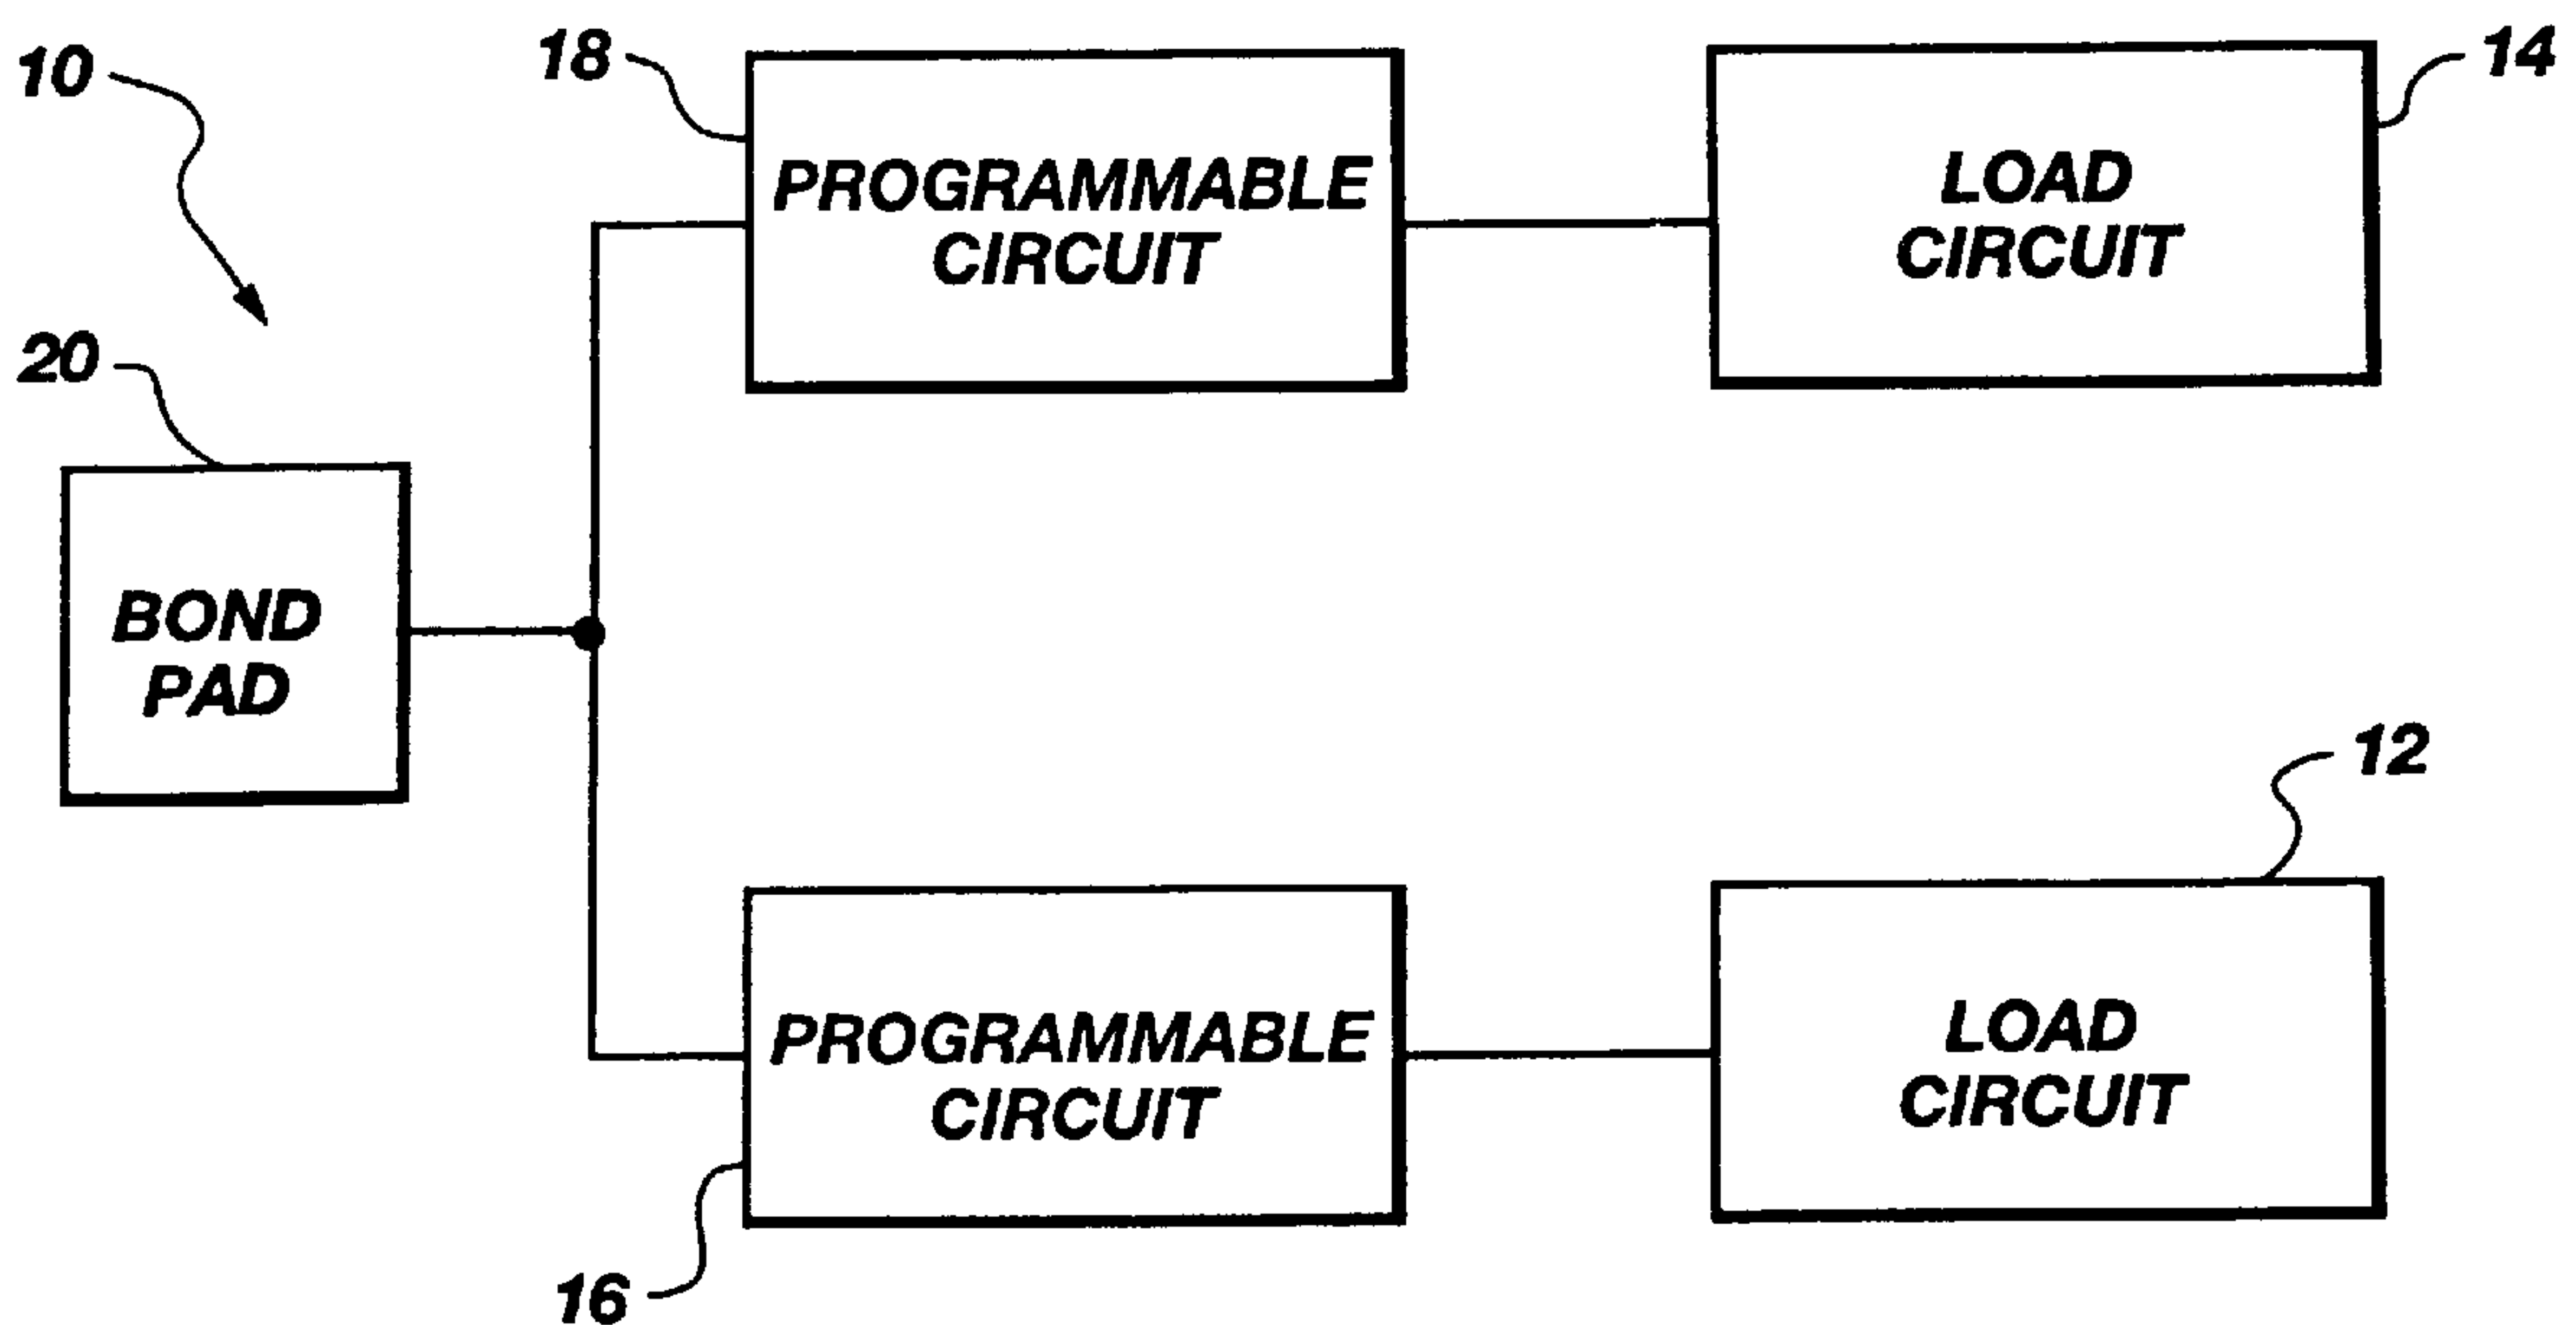 10
18
14
PROGRAMMABLE
CIRCUIT
LOAD
CIRCUIT
20
BOND
PAD
12
PROGRAMMABLE
CIRCUIT
LOAD
CIRCUIT
16